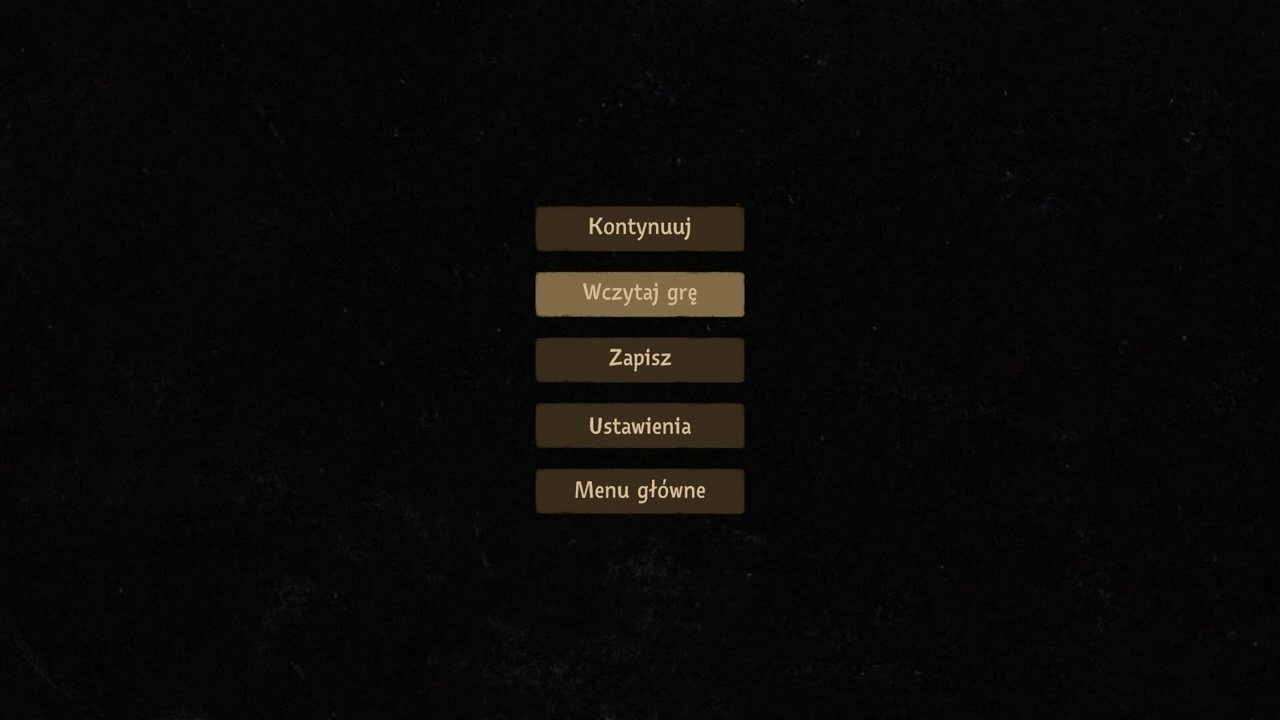 Kontynuuj
Wczytaj grę
Zapisz
Ustawienia
Menu główne